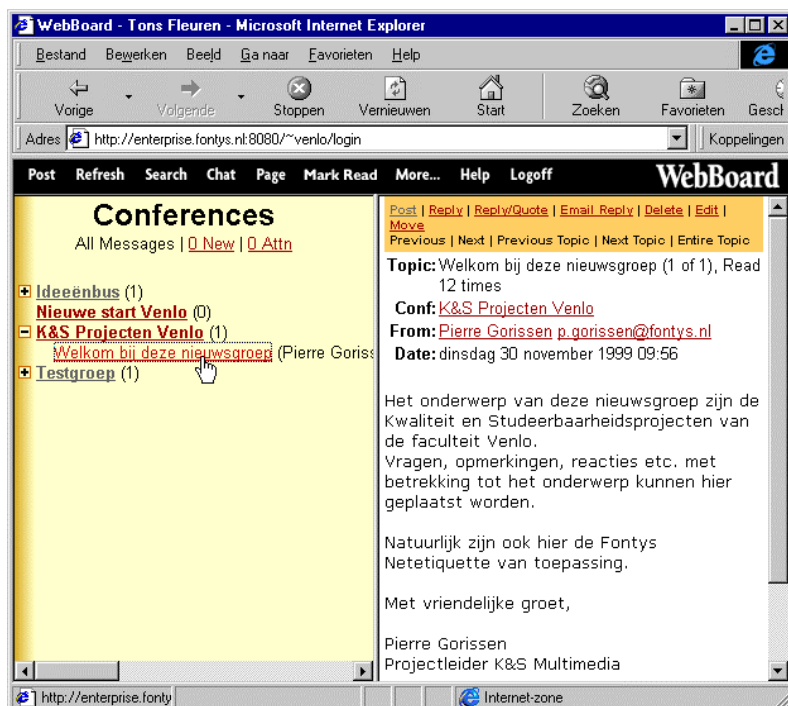 WebBoard - Tons Fleuren - Microsoft Internet Explorer
Bestand Bewerken Beeld Ga naar Favorieten Help
Vorige Volgende Stoppen Vernieuwen Start Zoeken Favorieten Gesch
Adres http://enterprise.fontys.nl:8080/~venlo/login Koppelingen
Post Refresh Search Chat Page Mark Read More... Help Logoff WebBoard
Conferences
All Messages | 0 New | 0 Attn
Ideeënbus (1)
Nieuwe start Venlo (0)
K&S Projecten Venlo (1)
Welkom bij deze nieuwsgroep (Pierre Goriss
Testgroep (1)
Post | Reply | Reply/Quote | Email Reply | Delete | Edit |
Move
Previous | Next | Previous Topic | Next Topic | Entire Topic
Topic: Welkom bij deze nieuwsgroep (1 of 1), Read
12 times
Conf: K&S Projecten Venlo
From: Pierre Gorissen p.gorissen@fontys.nl
Date: dinsdag 30 november 1999 09:56
Het onderwerp van deze nieuwsgroep zijn de
Kwaliteit en Studeerbaarheidsprojecten van
de faculteit Venlo.
Vragen, opmerkingen, reacties etc. met
betrekking tot het onderwerp kunnen hier
geplaatst worden.
Natuurlijk zijn ook hier de Fontys
Netetiquette van toepassing.
Met vriendelijke groet,
Pierre Gorissen
Projectleider K&S Multimedia
http://enterprise.fonty Internet-zone